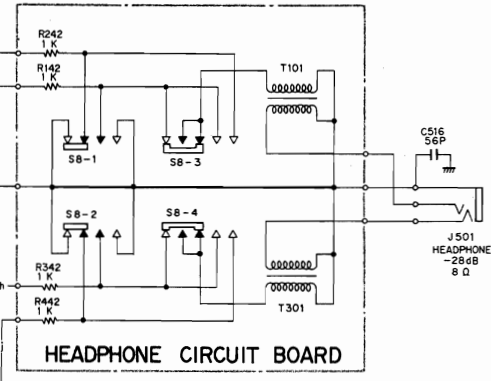 R242
1 K
R142
1 K
T101
C516
56P
S8-1
S8-3
S8-2
S8-4
J501
HEADPHONE
-28dB
8 Ω
R342
1 K
h
R442
1 K
T301
HEADPHONE CIRCUIT BOARD